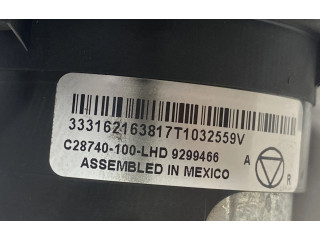 333162163817T1032559V
C28740-100-LHD 9299466
ASSEMBLED IN MEXICO
A R